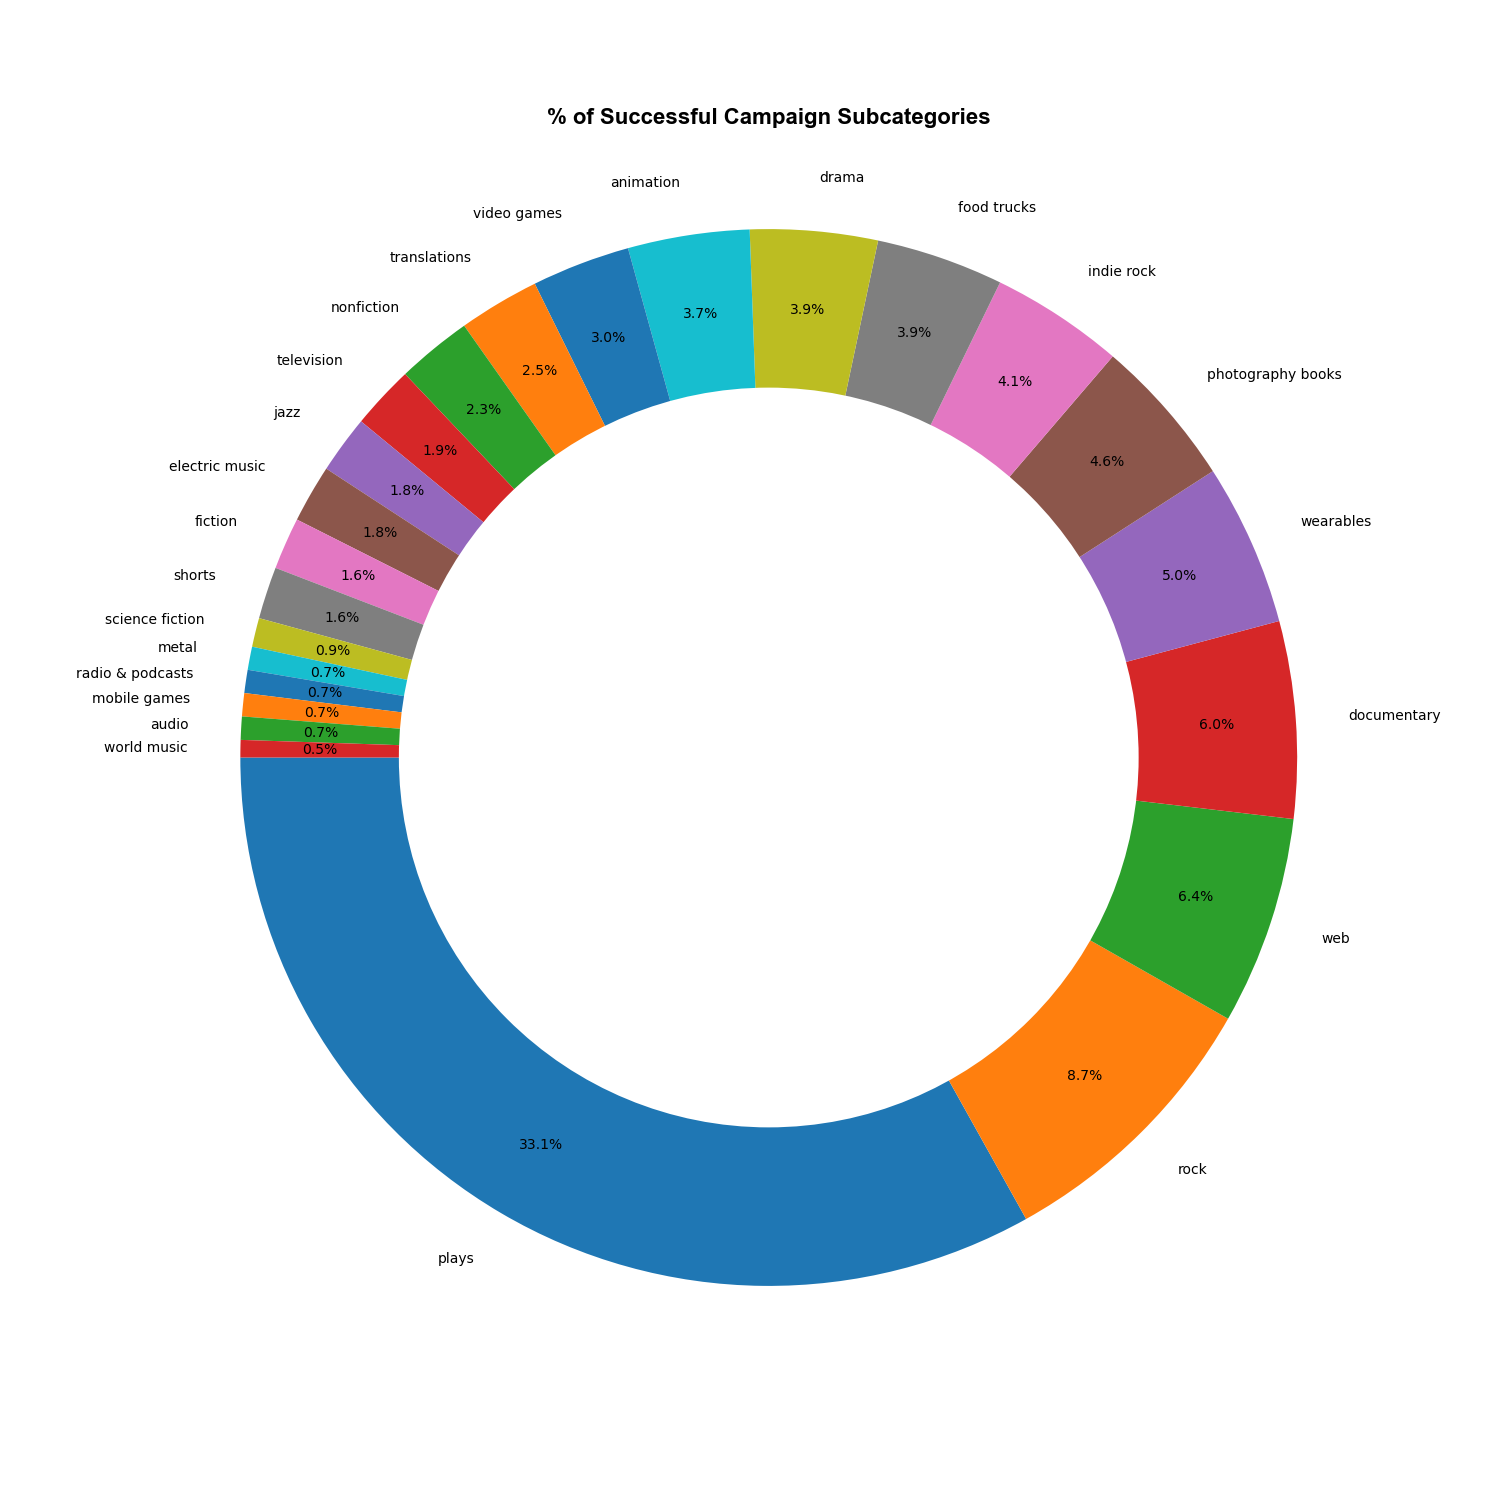 % of Successful Campaign Subcategories
drama
animation
food trucks
video games
translations
indie rock
nonfiction
television
photography books
jazz
electric music
wearables
fiction
shorts
science fiction
metal
radio & podcasts
mobile games
audio
world music
documentary
web
rock
plays
3.9%
3.7%
3.9%
3.0%
2.5%
4.1%
2.3%
1.9%
4.6%
1.8%
1.8%
5.0%
1.6%
1.6%
0.9%
0.7%
0.7%
0.7%
0.7%
0.5%
6.0%
6.4%
8.7%
33.1%